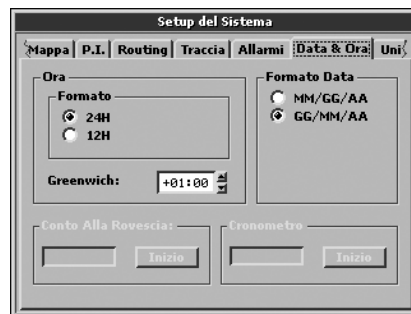 Setup del Sistema
Mappa P.I. Routing Traccia Allarmi Data & Ora Uni
Ora
Formato
24H
12H
Greenwich: +01:00
Formato Data
MM/GG/AA
GG/MM/AA
Conto Alla Rovescia:
Inizio
Cronometro
Inizio